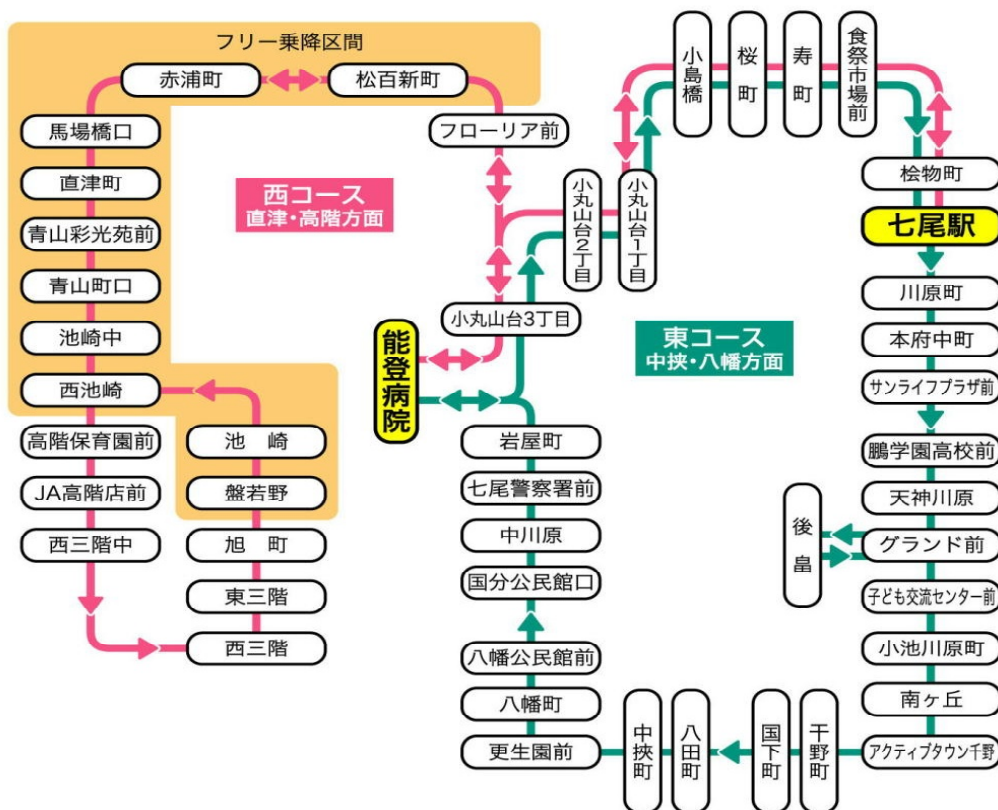 フリー乗降区間
赤浦町
松百新町
馬場橋口
直津町
青山彩光苑前
青山町口
池崎中
西池崎
高階保育園前
JA高階店前
西三階中
池崎
盤若野
旭町
東三階
西三階
フローリア前
西コース
直津・高階方面
小丸山台2丁目
小丸山台1丁目
小丸山台3丁目
能登病院
小島橋
桜町
寿町
食祭市場前
桧物町
七尾駅
東コース
中挟・八幡方面
川原町
本府中町
サンライフプラザ前
鵬学園高校前
天神川原
グランド前
後畠
子ども交流センター前
小池川原町
南ヶ丘
アクティブタウン千野
千野町
国下町
八田町
中挾町
更生園前
八幡町
八幡公民館前
国分公民館口
中川原
七尾警察署前
岩屋町